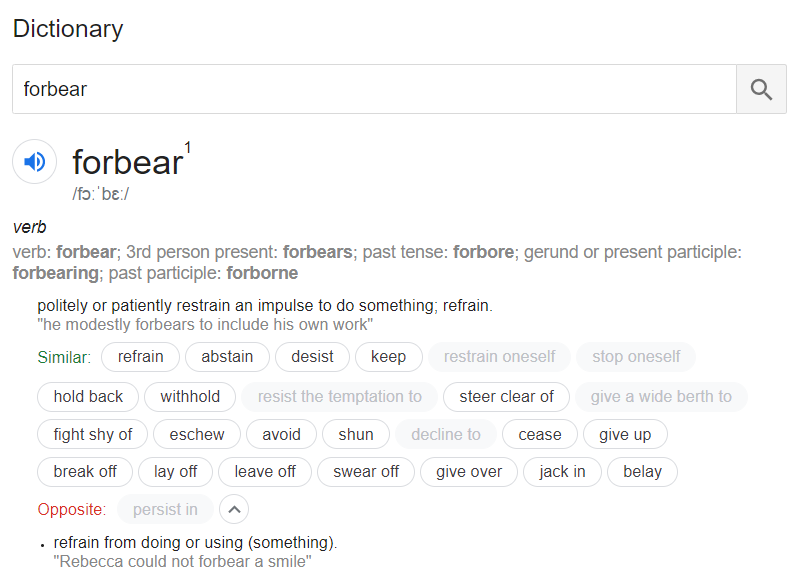 Dictionary
forbear
forbear1
/fɔːˈbɛː/
verb
verb: forbear; 3rd person present: forbears; past tense: forbore; gerund or present participle:
forbearing; past participle: forborne
politely or patiently restrain an impulse to do something; refrain.
"he modestly forbears to include his own work"
Similar: refrain abstain desist keep restrain oneself stop oneself
hold back withhold resist the temptation to steer clear of give a wide berth to
fight shy of eschew avoid shun decline to cease give up
break off lay off leave off swear off give over jack in belay
Opposite: persist in
• refrain from doing or using (something).
"Rebecca could not forbear a smile"